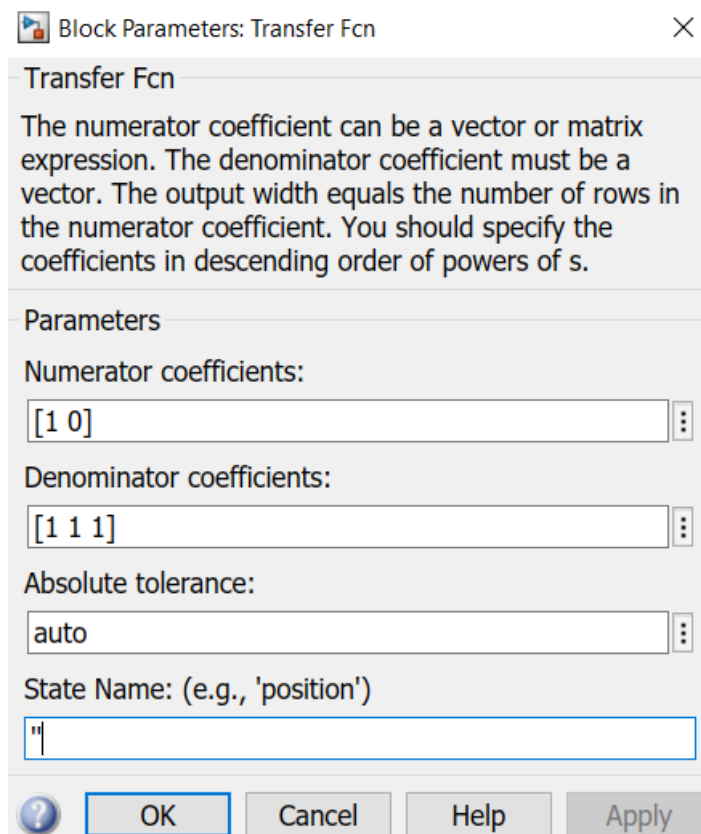 Block Parameters: Transfer Fcn
Transfer Fcn
The numerator coefficient can be a vector or matrix
expression. The denominator coefficient must be a
vector. The output width equals the number of rows in
the numerator coefficient. You should specify the
coefficients in descending order of powers of s.
Parameters
Numerator coefficients:
[1 0]
Denominator coefficients:
[1 1 1]
Absolute tolerance:
auto
State Name: (e.g., 'position')
''
OK Cancel Help Apply